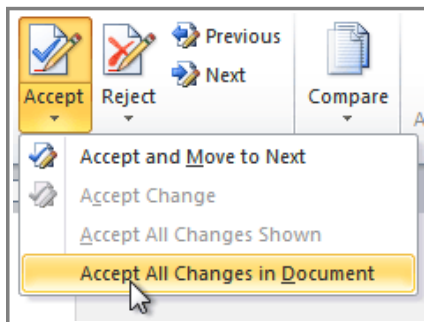 Previous
Next
Accept
Reject
Compare
Accept and Move to Next
Accept Change
Accept All Changes Shown
Accept All Changes in Document